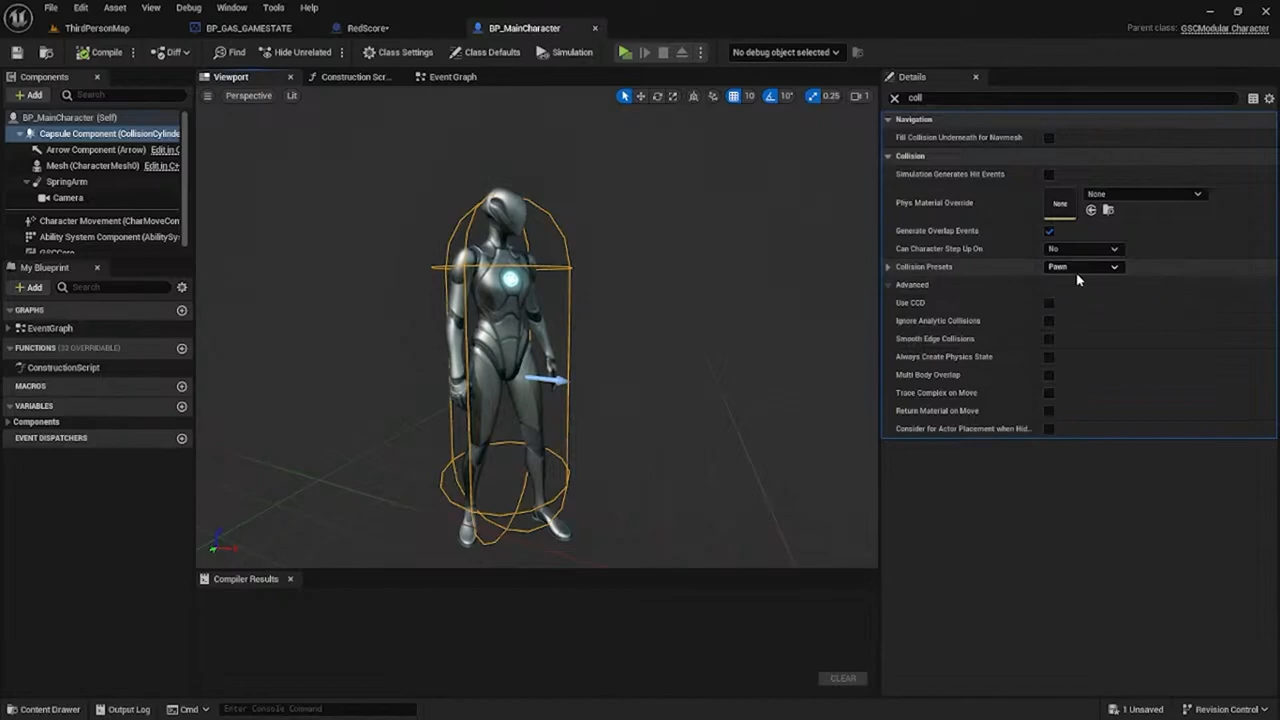 File Edit Asset View Debug Window Tools Help
ThirdPersonMap BP_GAS_GAMESTATE RedScore• BP_MainCharacter Parent class: GSCModular Character
Compile Diff Find Hide Unrelated Class Settings Class Defaults Simulation No debug object selected
Components
Add Search
BP_MainCharacter (Self)
Capsule Component (CollisionCylinde
Arrow Component (Arrow) Edit in C
Mesh (CharacterMesh0) Edit in C+
SpringArm
Camera
Character Movement (CharMoveCon
Ability System Component (AbilitySy
GSCCore
My Blueprint
Add Search
GRAPHS
EventGraph
FUNCTIONS (32 OVERRIDABLE)
ConstructionScript
MACROS
VARIABLES
Components
EVENT DISPATCHERS
Viewport Construction Scr... Event Graph
Perspective Lit 10 10° 0.25 1
Compiler Results
CLEAR
Details
coll
Navigation
Fill Collision Underneath for Navmesh
Collision
Simulation Generates Hit Events
Phys Material Override None None
Generate Overlap Events
Can Character Step Up On No
Collision Presets Pawn
Advanced
Use CCD
Ignore Analytic Collisions
Smooth Edge Collisions
Always Create Physics State
Multi Body Overlap
Trace Complex on Move
Return Material on Move
Consider for Actor Placement when Hid...
Content Drawer Output Log Cmd Enter Console Command 1 Unsaved Revision Control